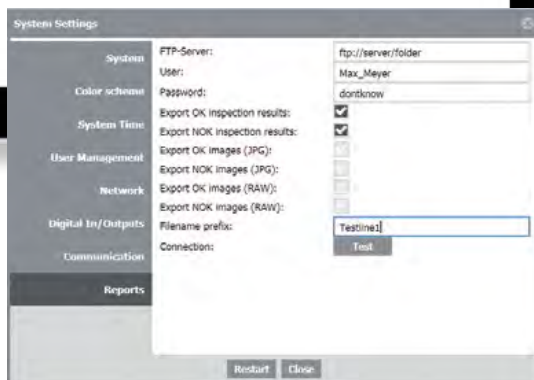 System Settings
System
Color scheme
System Time
User Management
Network
Digital In/Outputs
Communication
Reports
FTP-Server: ftp://server/folder
User: Max_Meyer
Password: dontknow
Export OK inspection results:
Export NOK inspection results:
Export OK images (JPG):
Export NOK images (JPG):
Export OK images (RAW):
Export NOK images (RAW):
Filename prefix: Testline1
Connection: Test
Restart Close